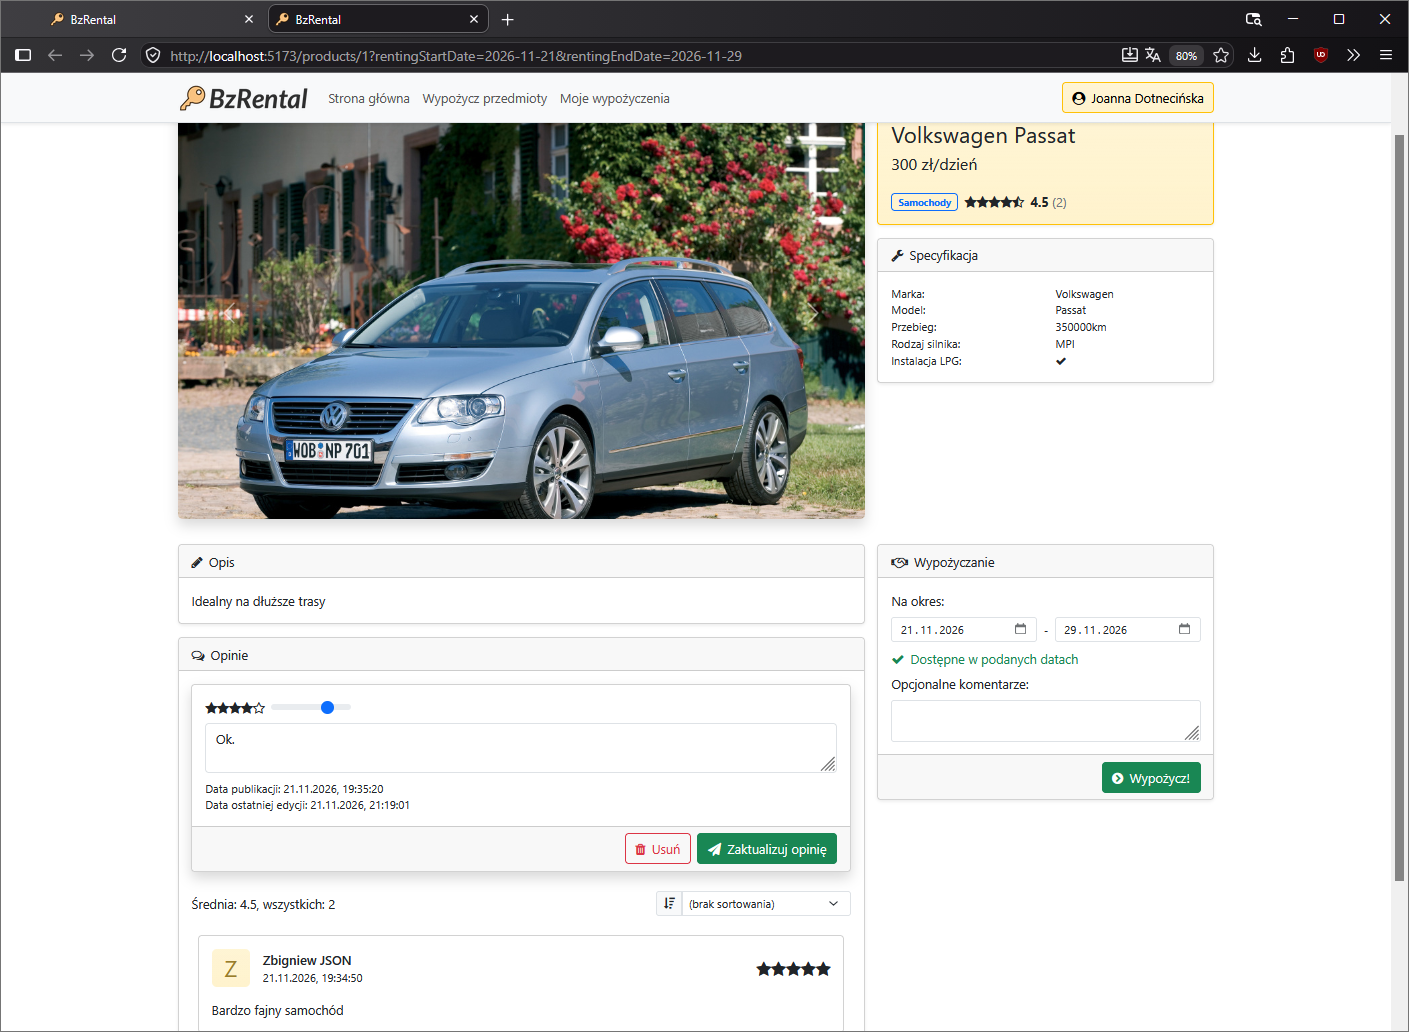 BzRental
BzRental
http://localhost:5173/products/1?rentingStartDate=2026-11-21&rentingEndDate=2026-11-29
80%
BzRental
Strona główna
Wypożycz przedmioty
Moje wypożyczenia
Joanna Dotnecińska
Volkswagen Passat
300 zł/dzień
Samochody
4.5 (2)
WOB NP 701
Specyfikacja
Marka: Volkswagen
Model: Passat
Przebieg: 350000km
Rodzaj silnika: MPI
Instalacja LPG:
Opis
Idealny na dłuższe trasy
Opinie
Ok.
Data publikacji: 21.11.2026, 19:35:20
Data ostatniej edycji: 21.11.2026, 21:19:01
Usuń
Zaktualizuj opinię
Średnia: 4.5, wszystkich: 2
(brak sortowania)
Z
Zbigniew JSON
21.11.2026, 19:34:50
Bardzo fajny samochód
Wypożyczanie
Na okres:
21.11.2026 - 29.11.2026
Dostępne w podanych datach
Opcjonalne komentarze:
Wypożycz!